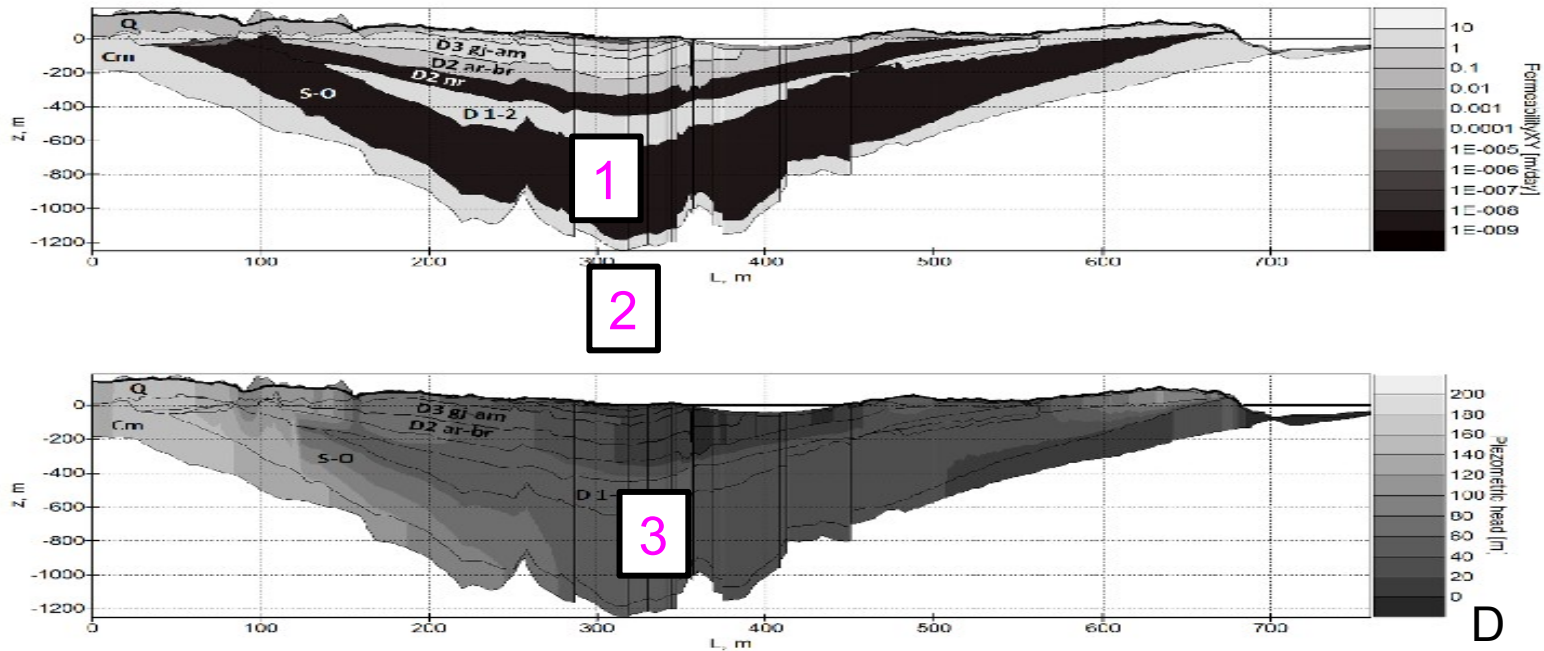 Q
D3 gj-am
D2 ar-br
D2 nr
Cm
S-O
D 1-2
z, m
0
-200
-400
-600
-800
-1000
-1200
0 100 200 300 400 500 600 700
L, m
10
1
0.1
0.01
0.001
0.0001
1E-005
1E-006
1E-007
1E-008
1E-009
PermeabilityXY [m/day]
1
2
Q
D3 gj-am
D2 ar-br
Cm
S-O
D 1-
z, m
0
-200
-400
-600
-800
-1000
-1200
0 100 200 300 400 500 600 700
L, m
200
180
160
140
120
100
80
60
40
20
0
Piezometric head [m]
3
D